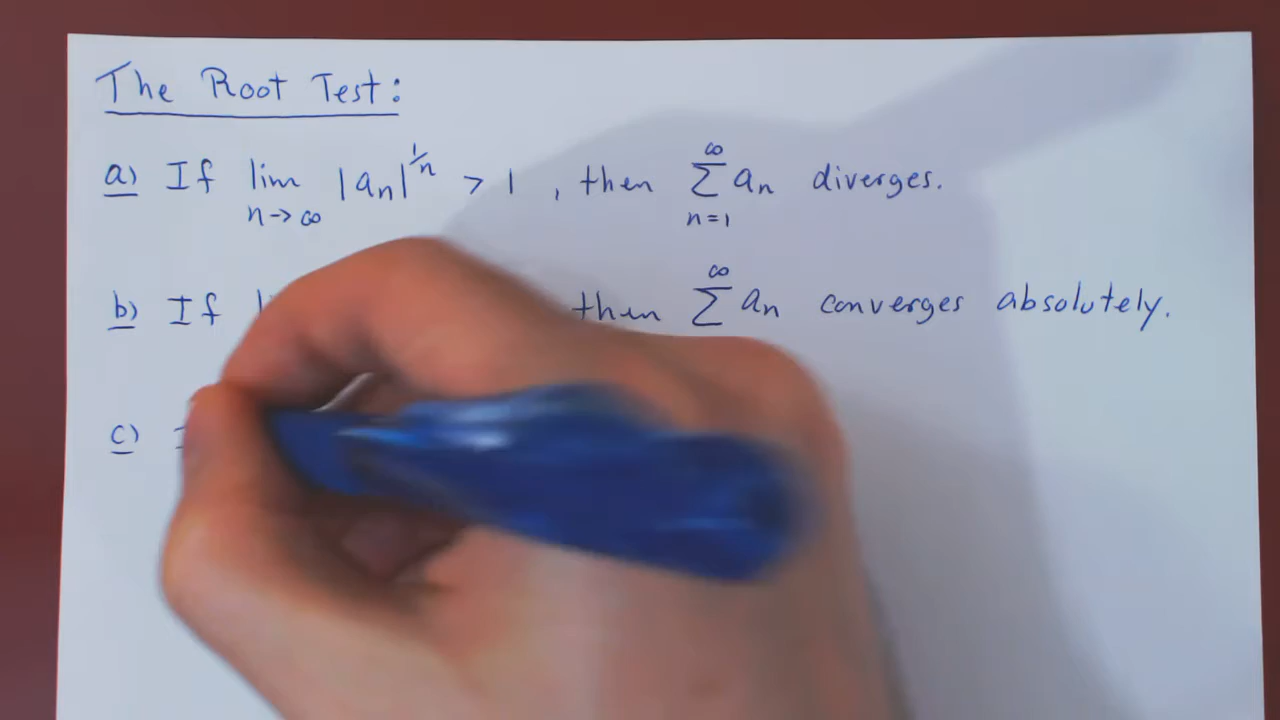 The Root Test:
a) If lim n→∞ |aₙ|^(1/n) > 1, then ∑_{n=1}^{∞} aₙ diverges.
b) If then ∑^{∞} aₙ converges absolutely.
c)